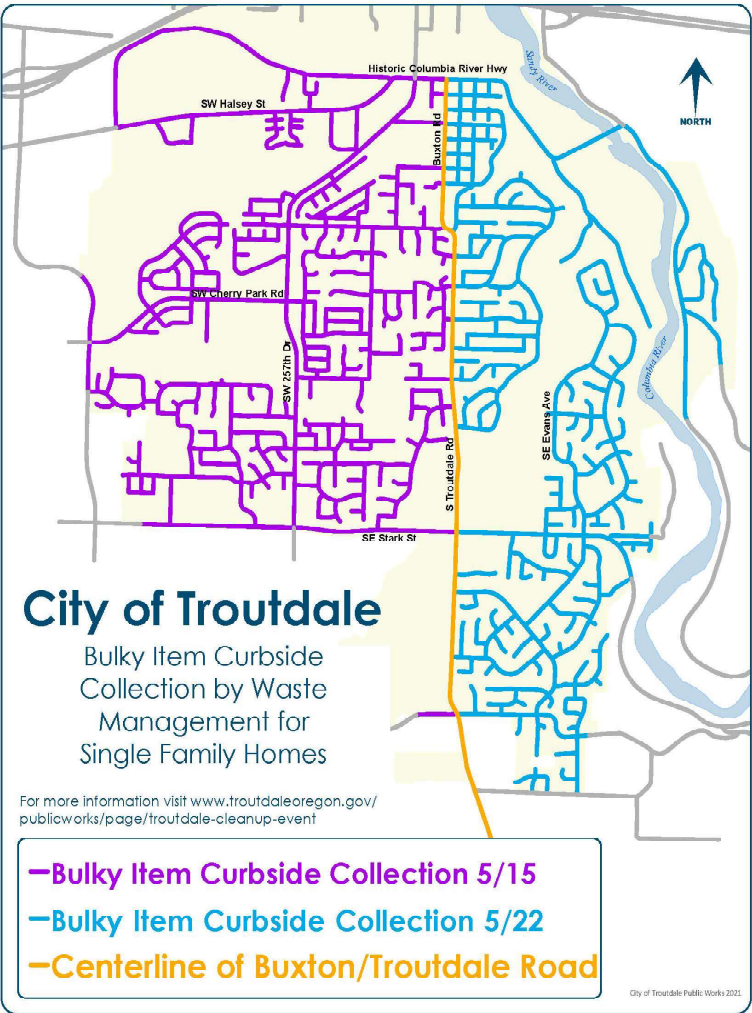 Historic Columbia River Hwy
Sandy River
NORTH
SW Halsey St
Buxton Rd
SW Cherry Park Rd
SW 257th Dr
Columbia River
SE Evans Ave
S Troutdale Rd
SE Stark St
City of Troutdale
Bulky Item Curbside
Collection by Waste
Management for
Single Family Homes
For more information visit www.troutdaleoregon.gov/
publicworks/page/troutdale-cleanup-event
Bulky Item Curbside Collection 5/15
Bulky Item Curbside Collection 5/22
Centerline of Buxton/Troutdale Road
City of Troutdale Public Works 2021